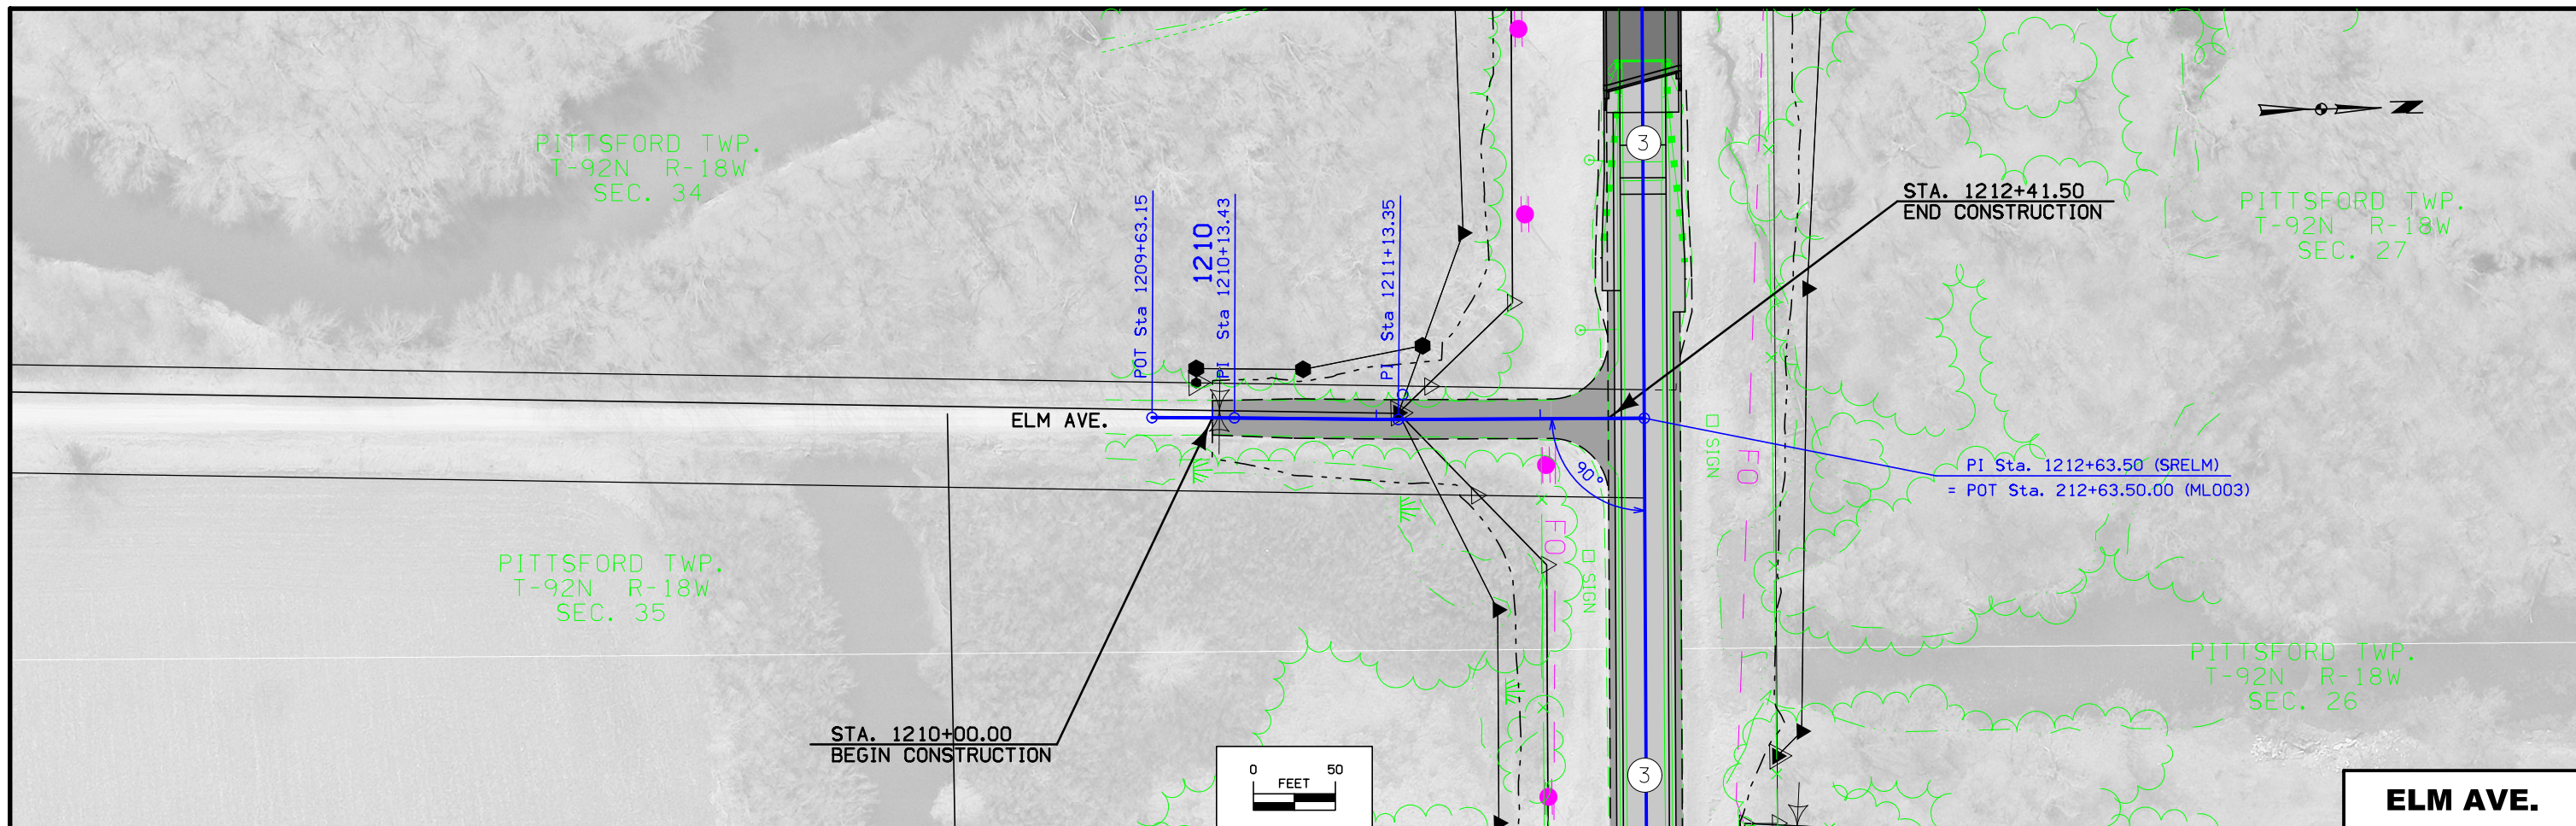 PITTSFORD TWP.
T-92N R-18W
SEC. 34
POT Sta 1209+63.15
1210
PI Sta 1210+13.43
PI Sta 1211+13.35
3
STA. 1212+41.50
END CONSTRUCTION
N
PITTSFORD TWP.
T-92N R-18W
SEC. 27
ELM AVE.
90°
SIGN
FO
PI Sta. 1212+63.50 (SRELM)
= POT Sta. 212+63.50.00 (ML003)
PITTSFORD TWP.
T-92N R-18W
SEC. 35
FO
SIGN
PITTSFORD TWP.
T-92N R-18W
SEC. 26
STA. 1210+00.00
BEGIN CONSTRUCTION
0 50
FEET
3
ELM AVE.